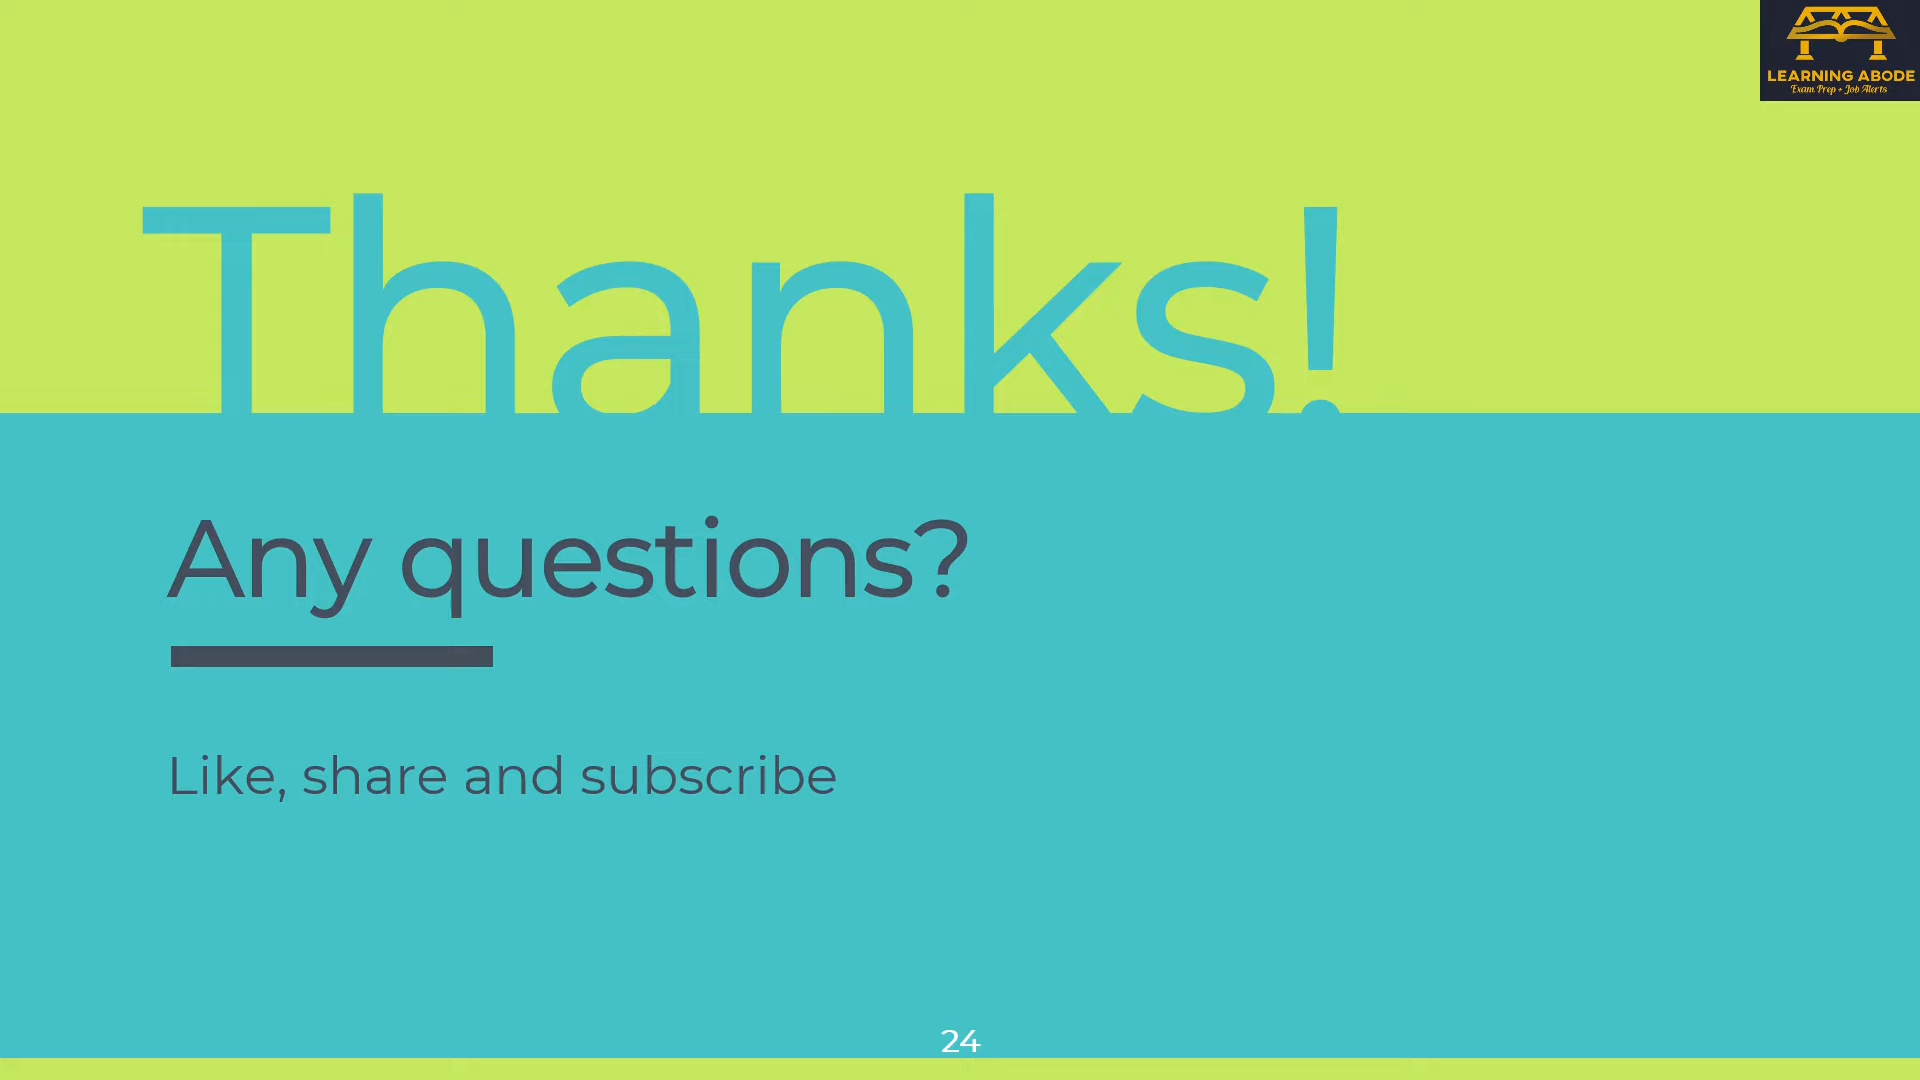 LEARNING ABODE
Exam Prep + Job Alerts
Thanks!
Any questions?
Like, share and subscribe
24